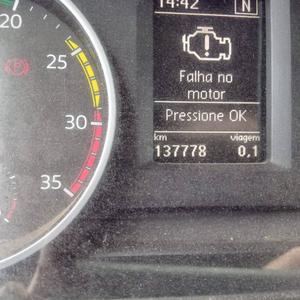 14:42 N
20
25
Falha no
motor
Pressione OK
30
km viagem
137778 0,1
35